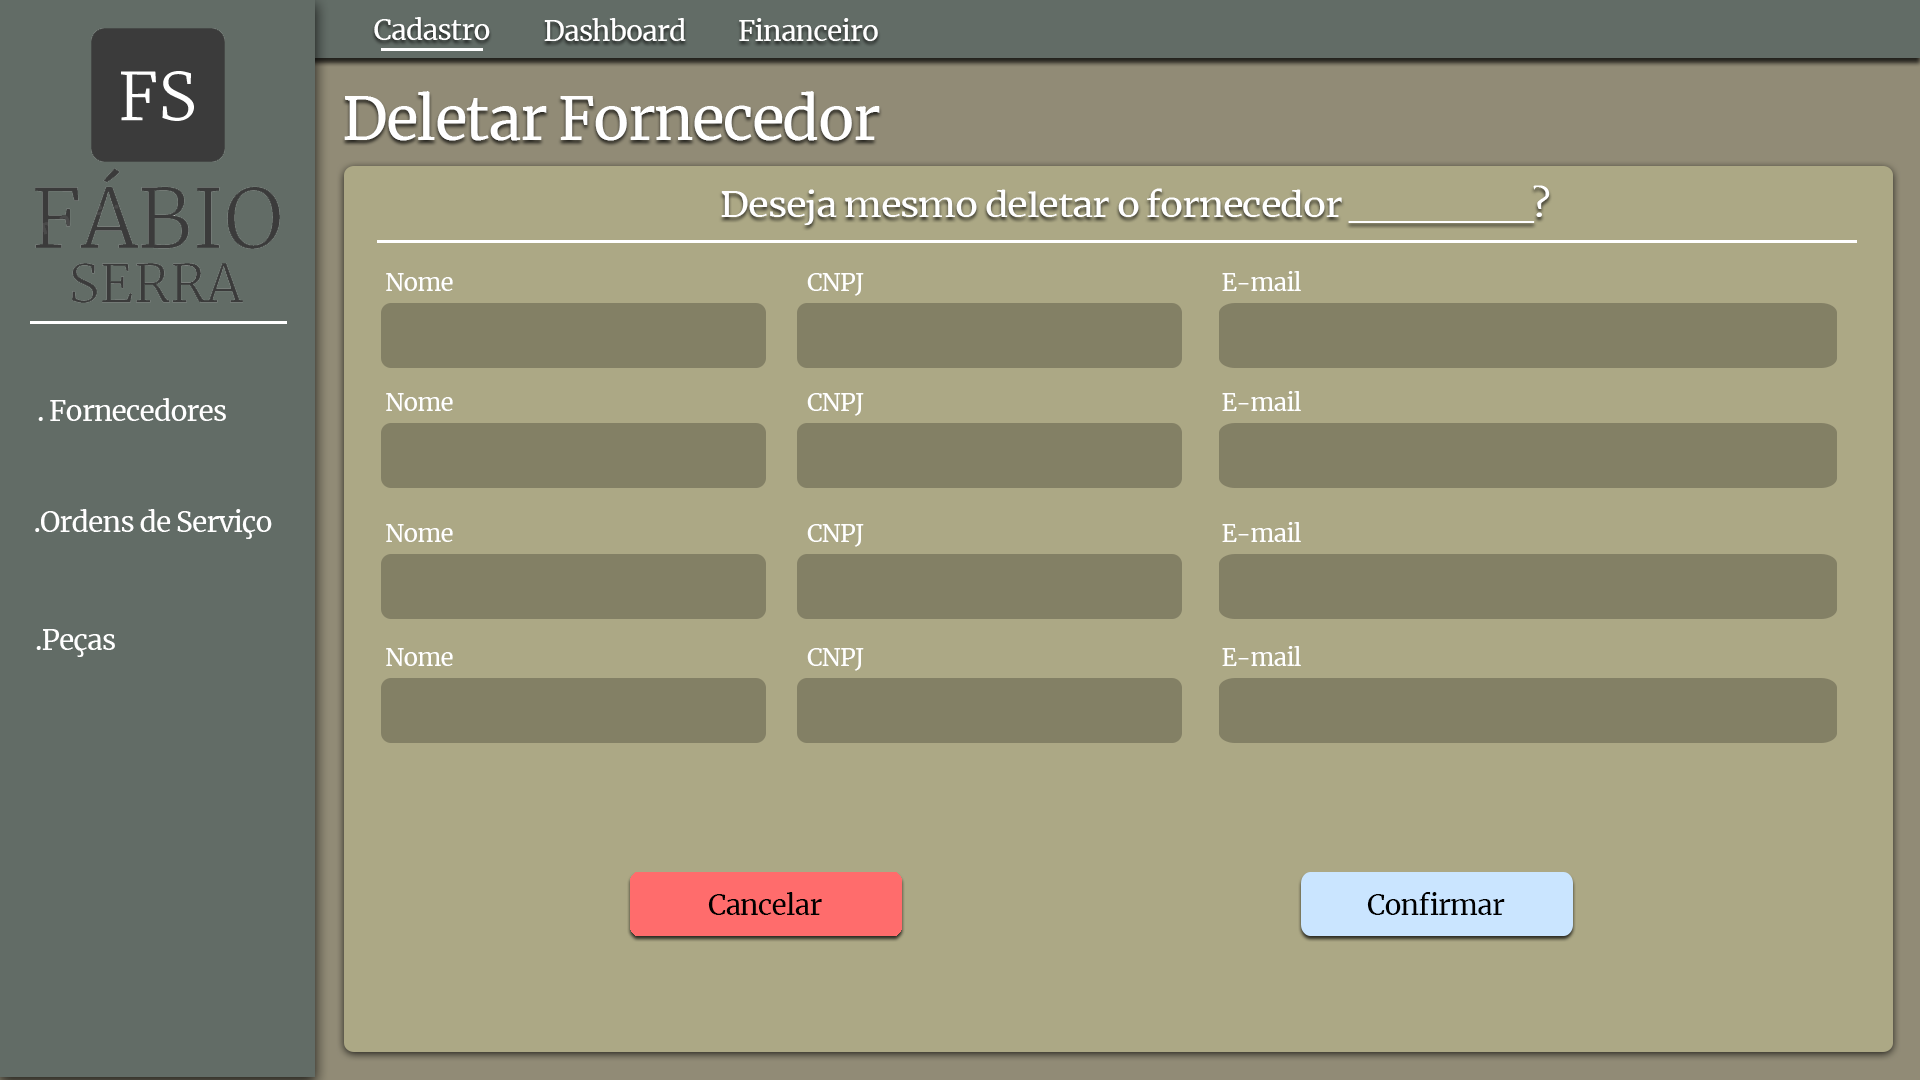 Cadastro Dashboard Financeiro
FS
FÁBIO
SERRA
. Fornecedores
.Ordens de Serviço
.Peças
Deletar Fornecedor
Deseja mesmo deletar o fornecedor __________?
Nome CNPJ E-mail
Nome CNPJ E-mail
Nome CNPJ E-mail
Nome CNPJ E-mail
Cancelar Confirmar